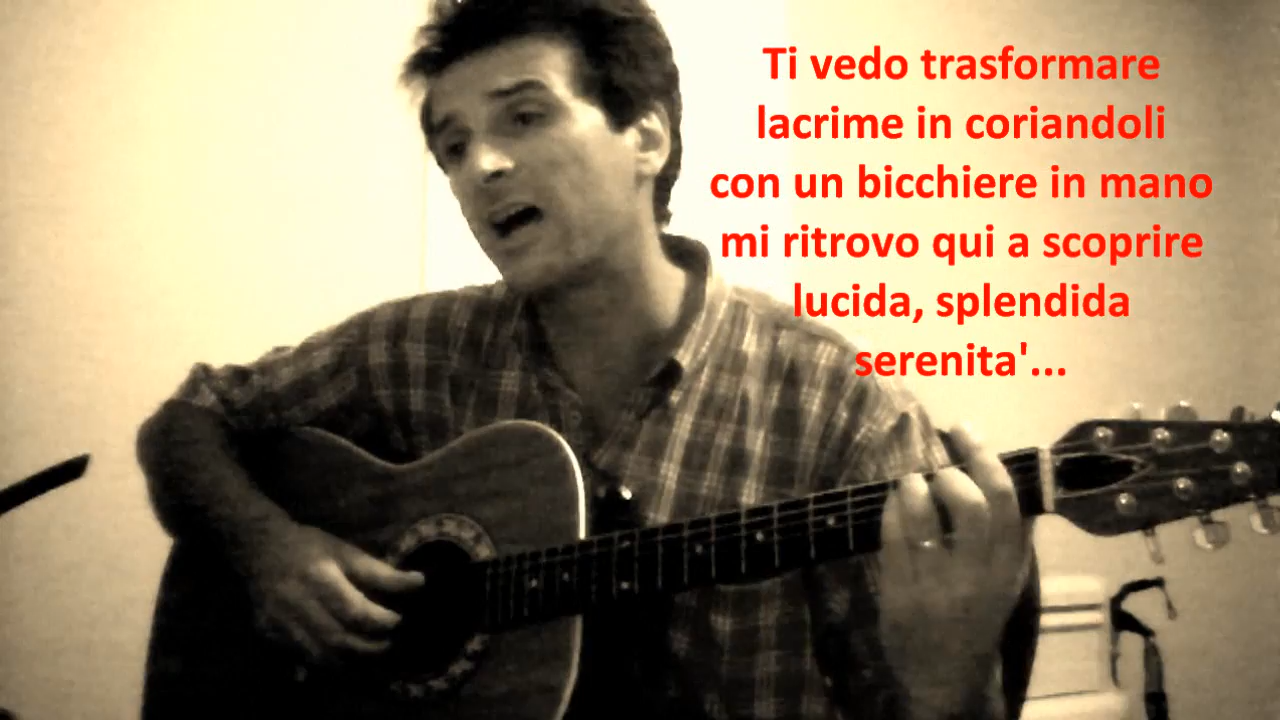 Ti vedo trasformare
lacrime in coriandoli
con un bicchiere in mano
mi ritrovo qui a scoprire
lucida, splendida
serenita'...